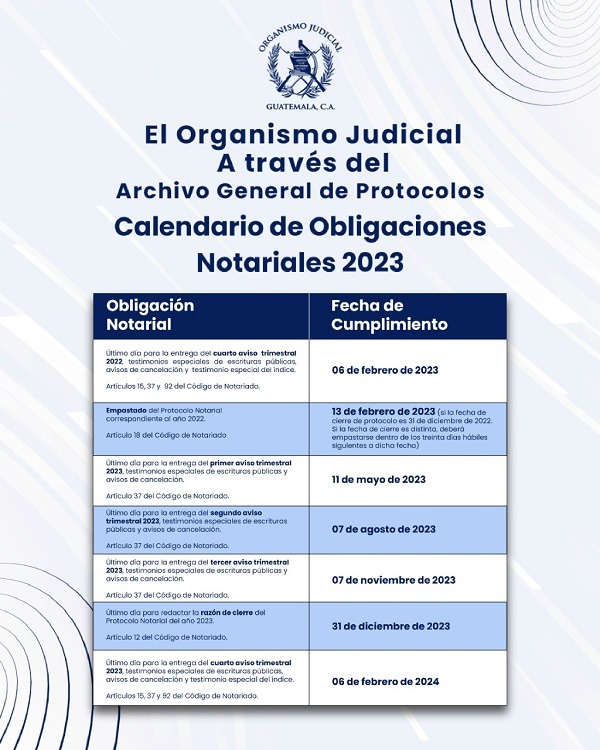 ORGANISMO JUDICIAL
GUATEMALA, C.A.
El Organismo Judicial
A través del
Archivo General de Protocolos
Calendario de Obligaciones
Notariales 2023
Obligación
Notarial
Fecha de
Cumplimiento
Último día para la entrega del cuarto aviso trimestral
2022, testimonios especiales de escrituras públicas,
avisos de cancelación y testimonio especial del índice.
Artículos 15, 37 y 92 del Código de Notariado.
06 de febrero de 2023
Empastado del Protocolo Notarial
correspondiente al año 2022.
Artículo 18 del Código de Notariado
13 de febrero de 2023 (si la fecha de
cierre de protocolo es 31 de diciembre de 2022.
Si la fecha de cierre es distinta, deberá
empastarse dentro de los treinta días hábiles
siguientes a dicha fecha)
Último día para la entrega del primer aviso trimestral
2023, testimonios especiales de escrituras públicas y
avisos de cancelación.
Artículo 37 del Código de Notariado.
11 de mayo de 2023
Último día para la entrega del segundo aviso
trimestral 2023, testimonios especiales de escrituras
públicas y avisos de cancelación.
Artículo 37 del Código de Notariado.
07 de agosto de 2023
Último día para la entrega del tercer aviso trimestral
2023, testimonios especiales de escrituras públicas y
avisos de cancelación.
Artículo 37 del Código de Notariado.
07 de noviembre de 2023
Último día para redactar la razón de cierre del
Protocolo Notarial del año 2023.
Artículo 12 del Código de Notariado.
31 de diciembre de 2023
Último día para la entrega del cuarto aviso trimestral
2023, testimonios especiales de escrituras públicas,
avisos de cancelación y testimonio especial del índice.
Artículos 15, 37 y 92 del Código de Notariado.
06 de febrero de 2024